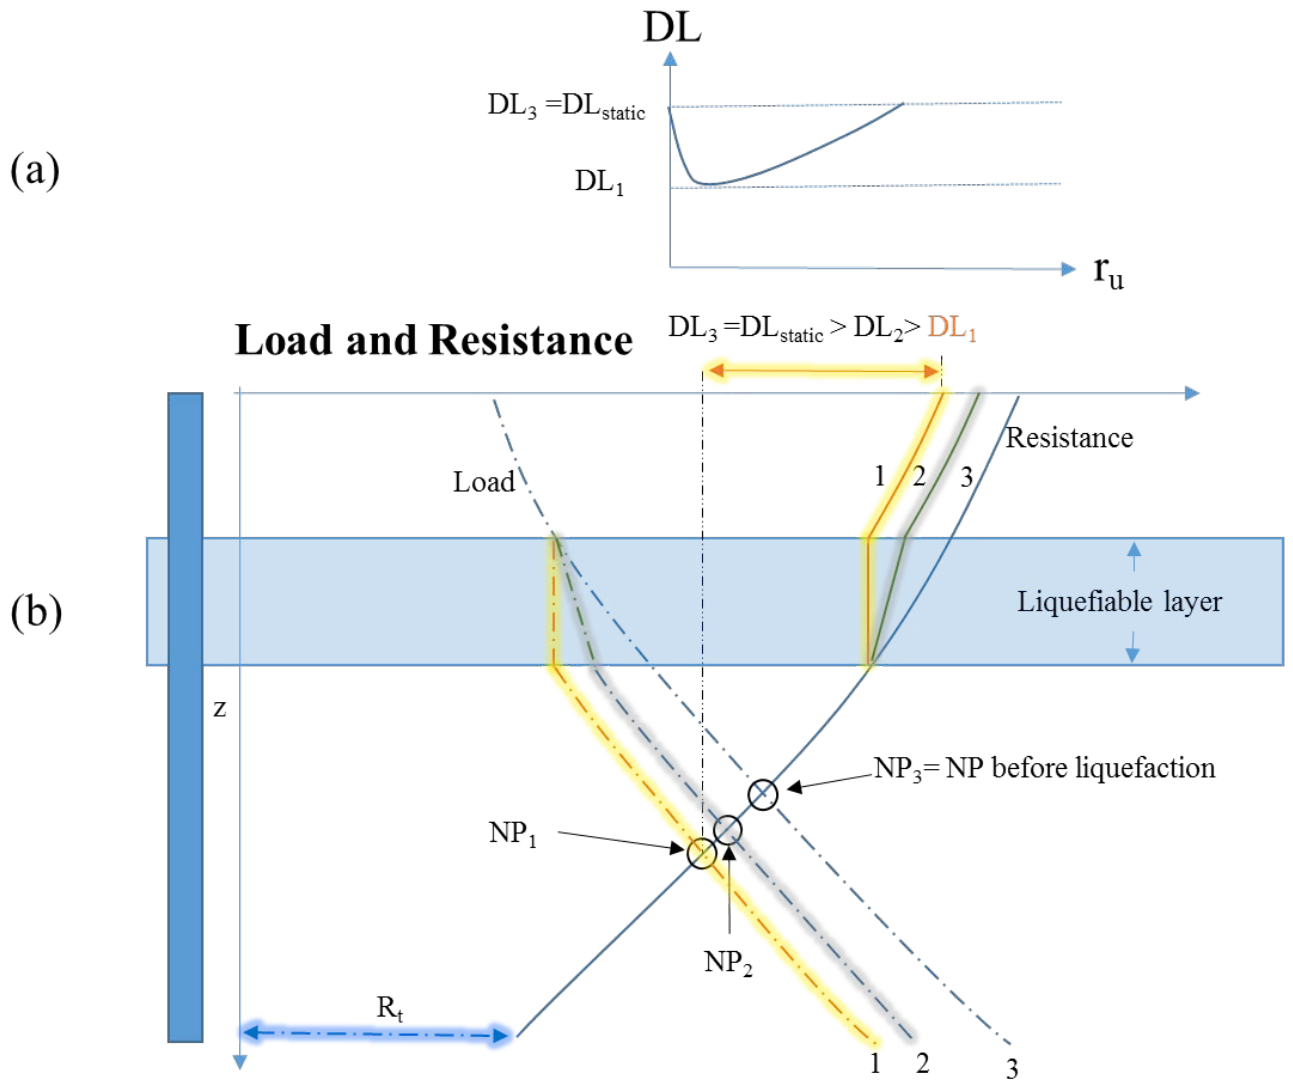 DL
DL3 =DLstatic
(a)
DL1
ru
DL3 =DLstatic > DL2> DL1
Load and Resistance
Resistance
Load
1 2 3
(b)
Liquefiable layer
z
NP3= NP before liquefaction
NP1
NP2
Rt
1 2 3